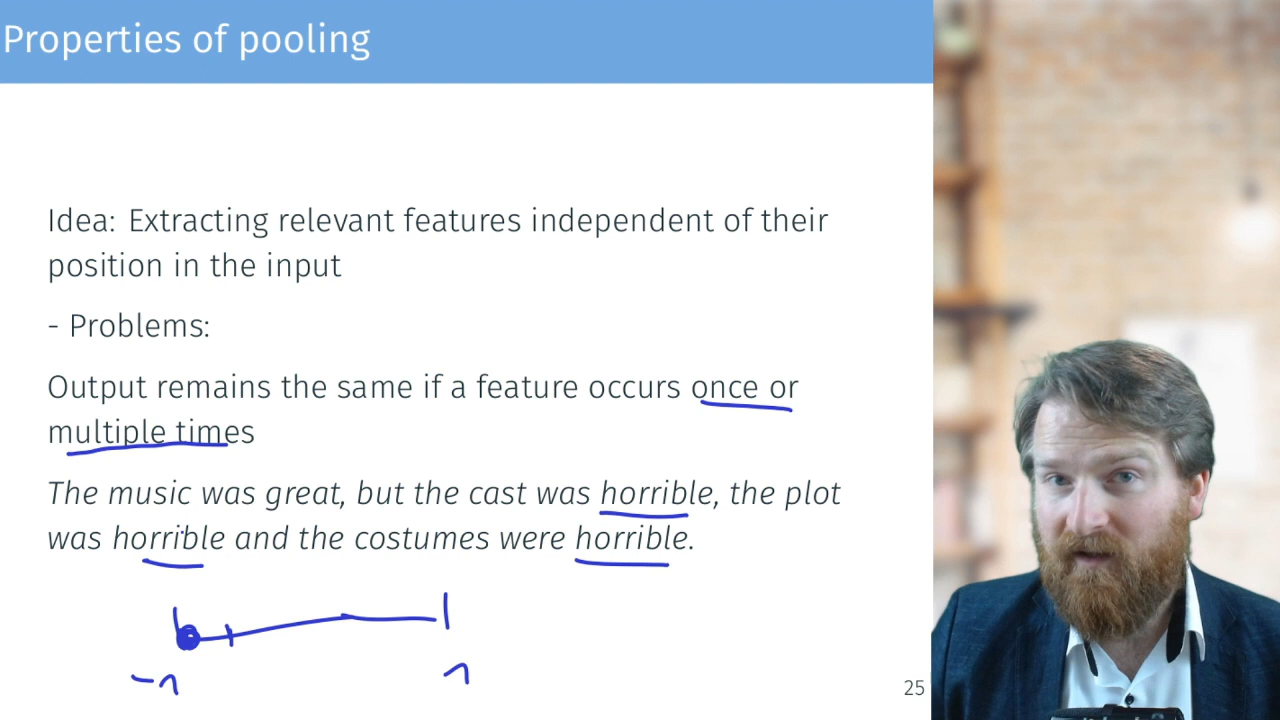 Properties of pooling
Idea: Extracting relevant features independent of their
position in the input
- Problems:
Output remains the same if a feature occurs once or
multiple times
The music was great, but the cast was horrible, the plot
was horrible and the costumes were horrible.
-1 1
25